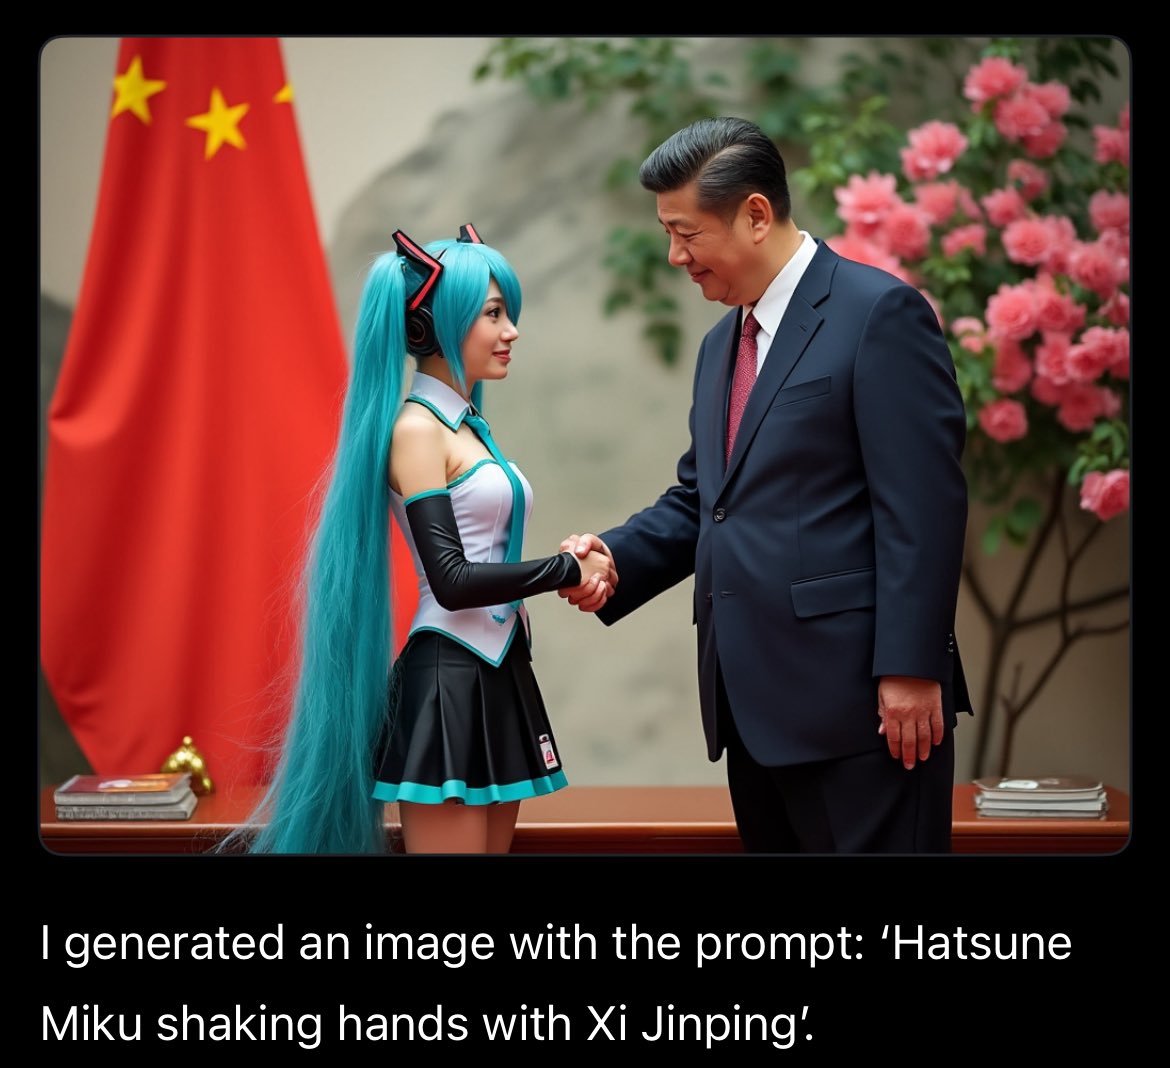 I generated an image with the prompt: ‘Hatsune
Miku shaking hands with Xi Jinping’.